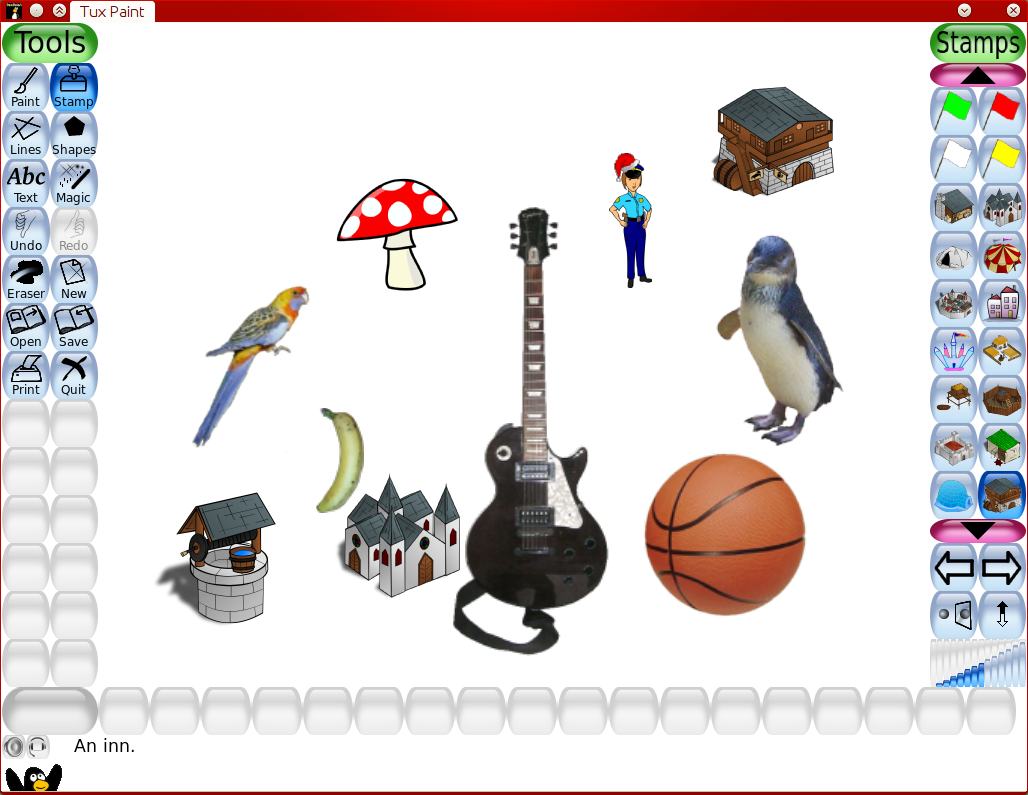 Tux Paint
Tools
Stamps
Paint
Stamp
Lines
Shapes
Abc
Text
Magic
Undo
Redo
Eraser
New
Open
Save
Print
Quit
An inn.